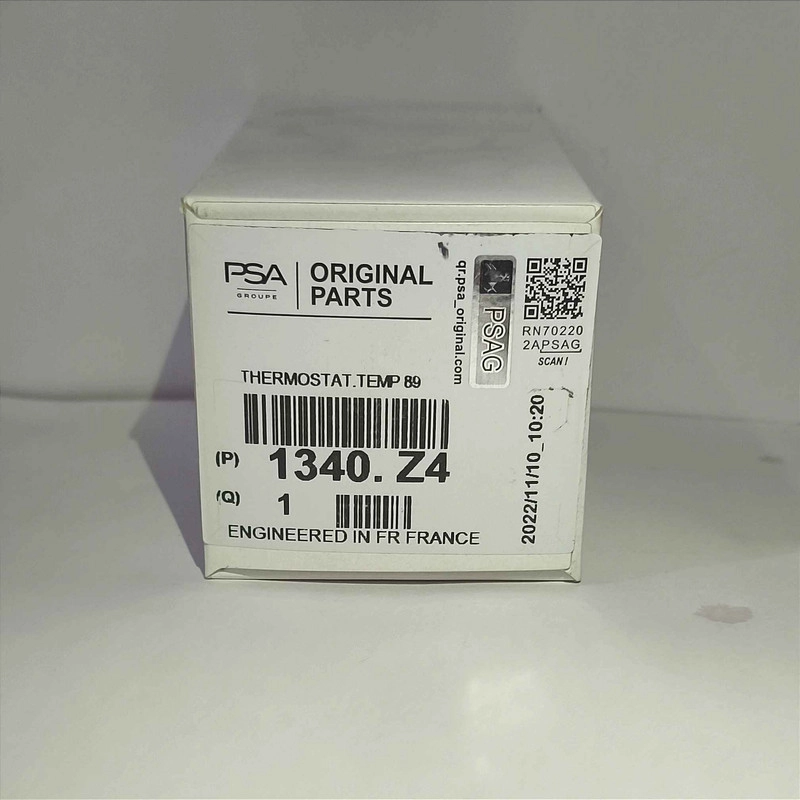 PSA
GROUPE
ORIGINAL
PARTS
qr.psa_original.com
PSAG
RN70220
2APSAG
SCAN!
THERMOSTAT.TEMP 89
(P) 1340. Z4
(Q) 1
ENGINEERED IN FR FRANCE
2022/11/10_10:20